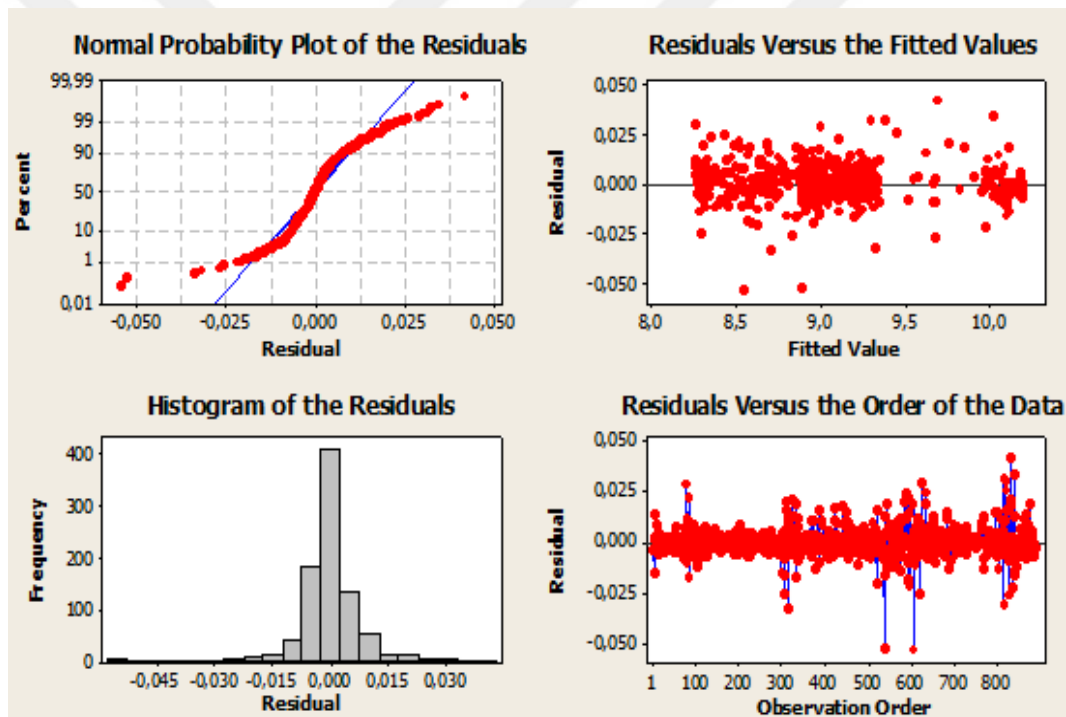 Normal Probability Plot of the Residuals
99,99
99
90
50
10
1
0,01
Percent
-0,050 -0,025 0,000 0,025 0,050
Residual
Residuals Versus the Fitted Values
0,050
0,025
0,000
-0,025
-0,050
Residual
8,0 8,5 9,0 9,5 10,0
Fitted Value
Histogram of the Residuals
400
300
200
100
0
Frequency
-0,045 -0,030 -0,015 0,000 0,015 0,030
Residual
Residuals Versus the Order of the Data
0,050
0,025
0,000
-0,025
-0,050
Residual
1 100 200 300 400 500 600 700 800
Observation Order